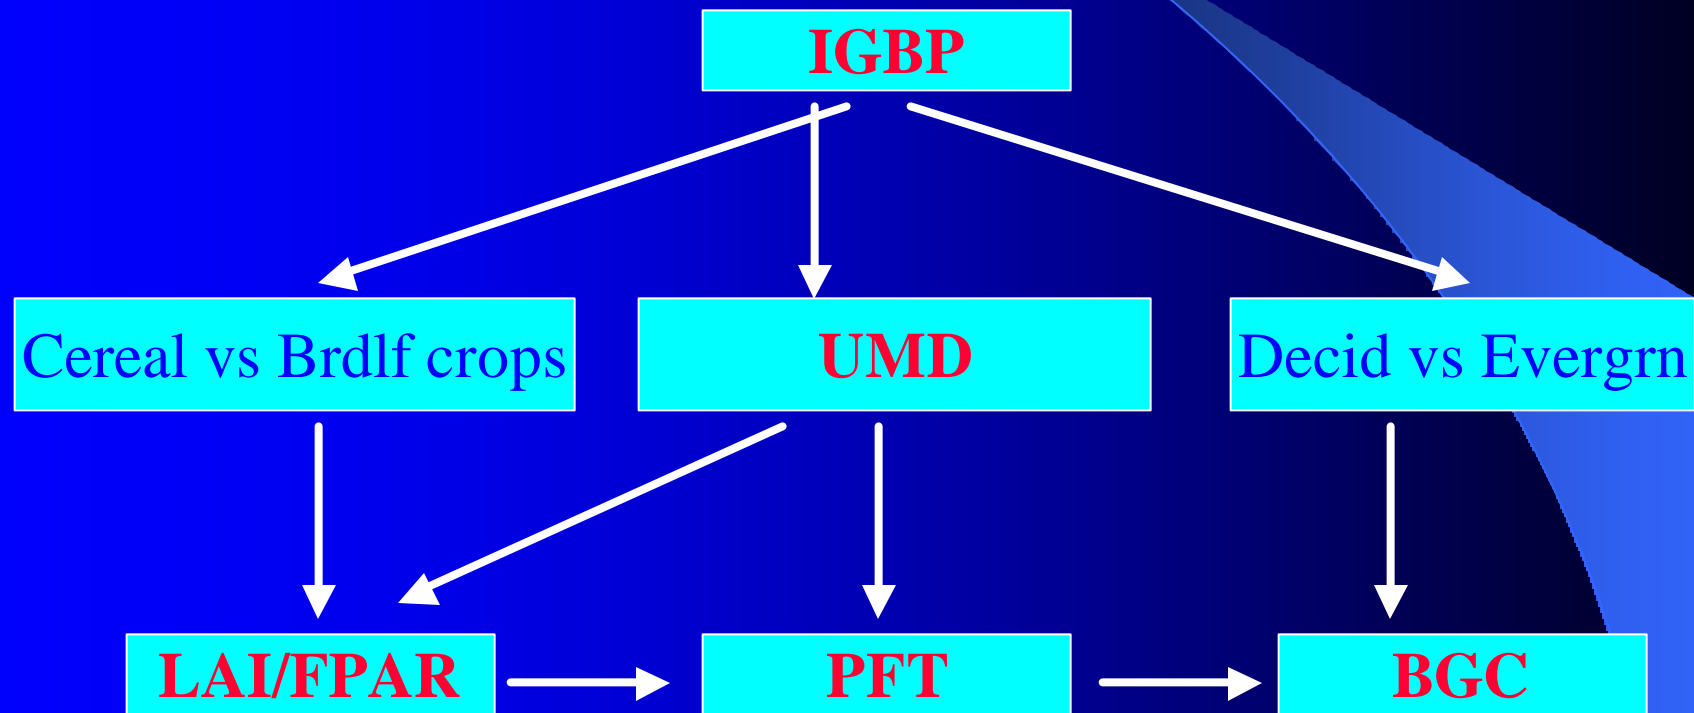 IGBP
Cereal vs Brdlf crops
UMD
Decid vs Evergrn
LAI/FPAR
PFT
BGC